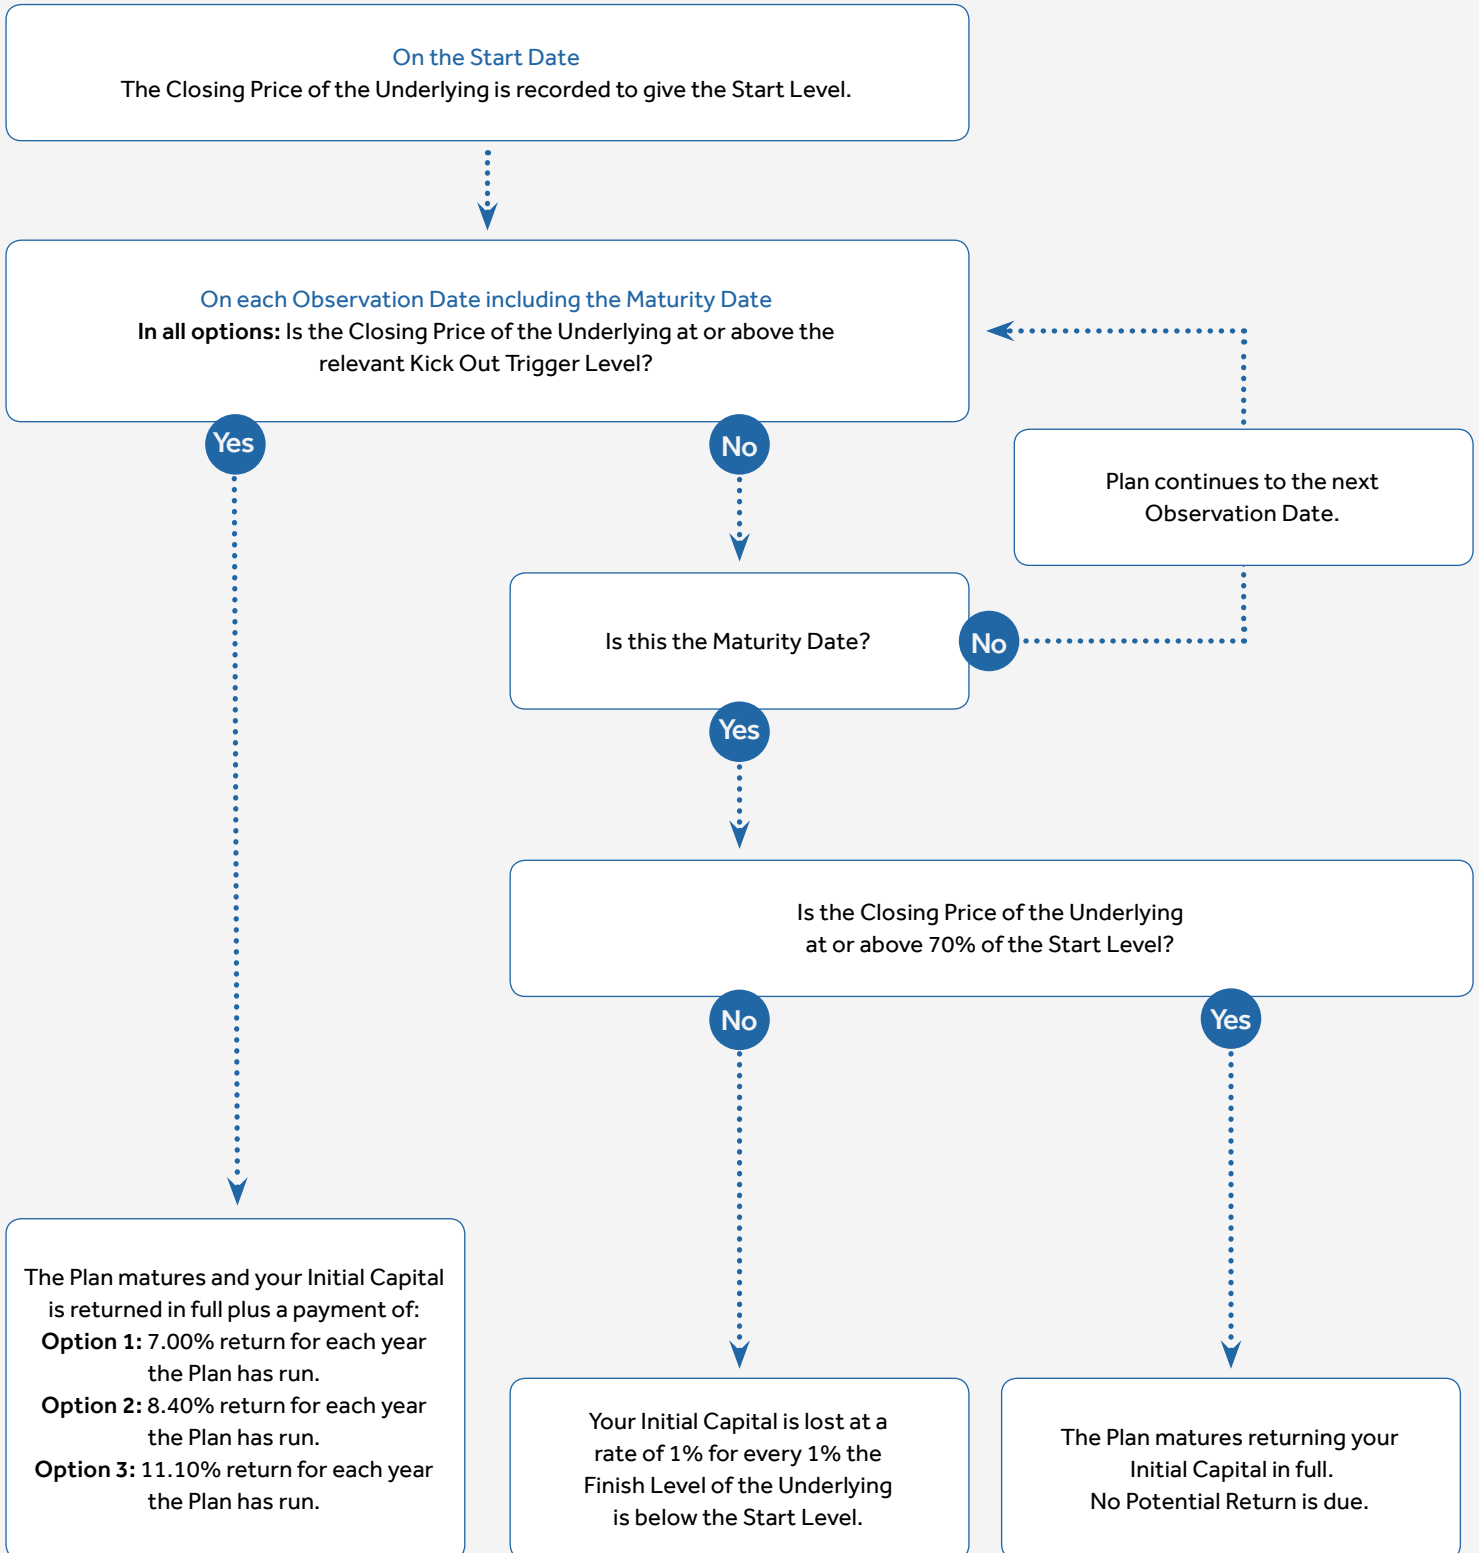 On the Start Date
The Closing Price of the Underlying is recorded to give the Start Level.
On each Observation Date including the Maturity Date
In all options: Is the Closing Price of the Underlying at or above the
relevant Kick Out Trigger Level?
Yes
No
Plan continues to the next
Observation Date.
Is this the Maturity Date?
No
Yes
Is the Closing Price of the Underlying
at or above 70% of the Start Level?
No
Yes
The Plan matures and your Initial Capital
is returned in full plus a payment of:
Option 1: 7.00% return for each year
the Plan has run.
Option 2: 8.40% return for each year
the Plan has run.
Option 3: 11.10% return for each year
the Plan has run.
Your Initial Capital is lost at a
rate of 1% for every 1% the
Finish Level of the Underlying
is below the Start Level.
The Plan matures returning your
Initial Capital in full.
No Potential Return is due.